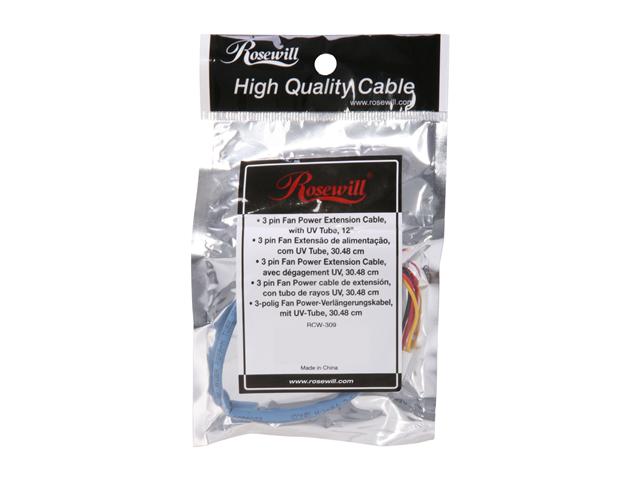 Rosewill
High Quality Cable
www.rosewill.com
Rosewill
• 3 pin Fan Power Extension Cable,
with UV Tube, 12"
• 3 pin Fan Extensão de alimentação,
com UV Tube, 30.48 cm
• 3 pin Fan Power Extension Cable,
avec dégagement UV, 30.48 cm
• 3 pin Fan Power cable de extensión,
con tubo de rayos UV, 30.48 cm
• 3-polig Fan Power-Verlängerungskabel,
mit UV-Tube, 30.48 cm
RCW-309
Made in China
www.rosewill.com